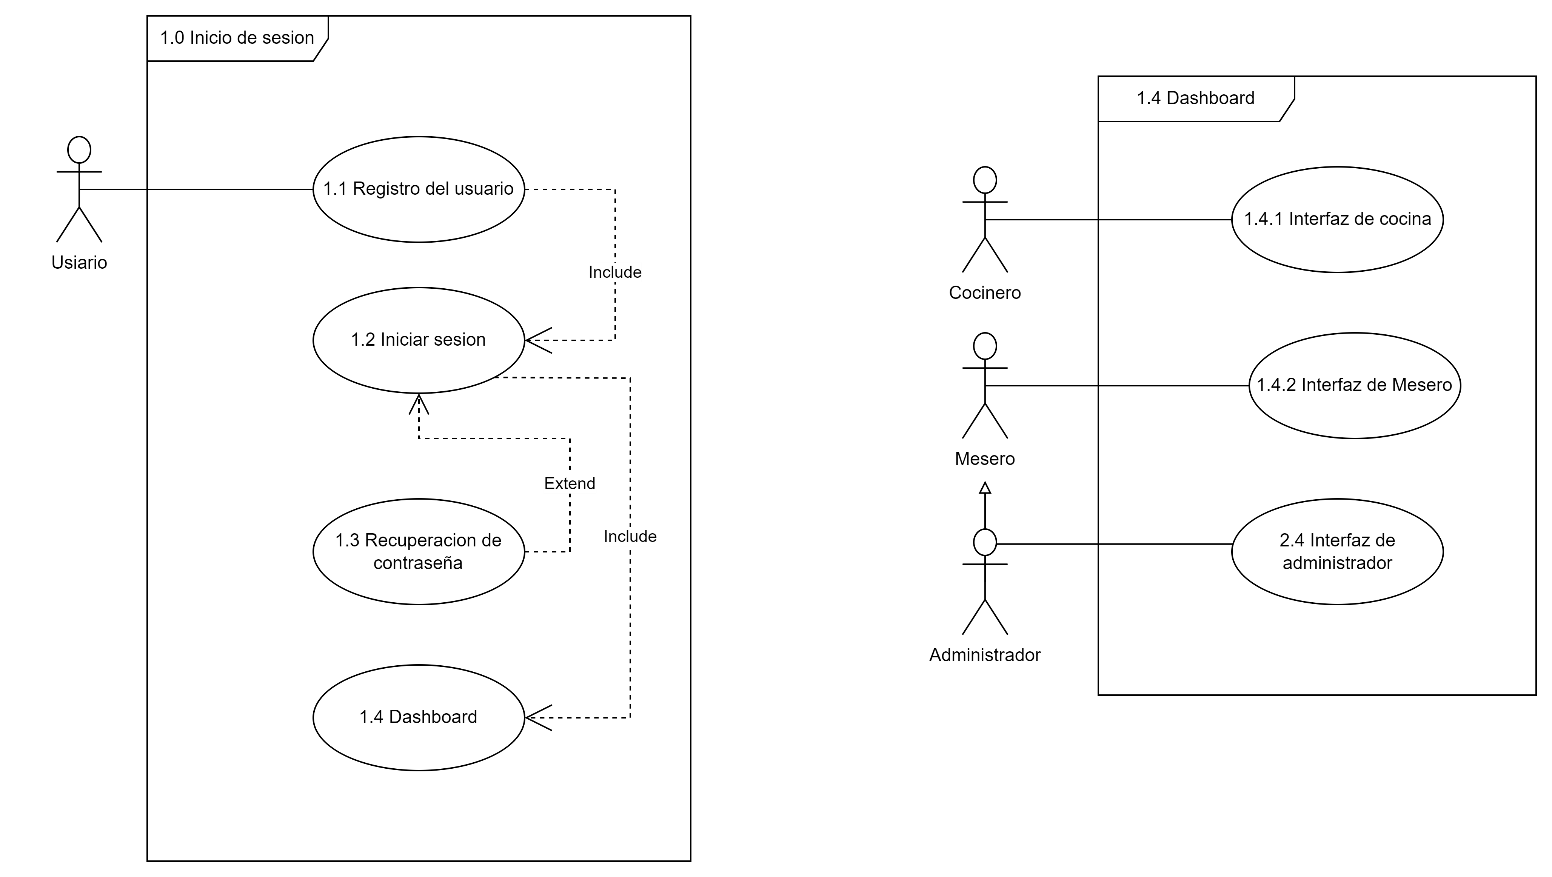 1.0 Inicio de sesion
Usiario
1.1 Registro del usuario
Include
1.2 Iniciar sesion
Extend
Include
1.3 Recuperacion de
contraseña
1.4 Dashboard
1.4 Dashboard
Cocinero
1.4.1 Interfaz de cocina
Mesero
1.4.2 Interfaz de Mesero
Administrador
2.4 Interfaz de
administrador